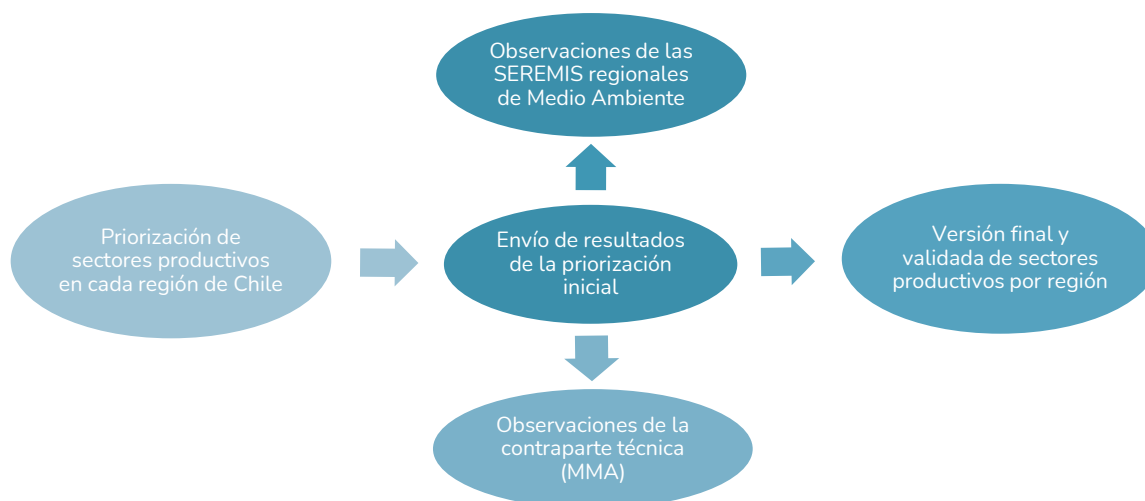 Observaciones de las
SEREMIS regionales
de Medio Ambiente
Priorización de
sectores productivos
en cada región de Chile
Envío de resultados
de la priorización
inicial
Versión final y
validada de sectores
productivos por región
Observaciones de la
contraparte técnica
(MMA)